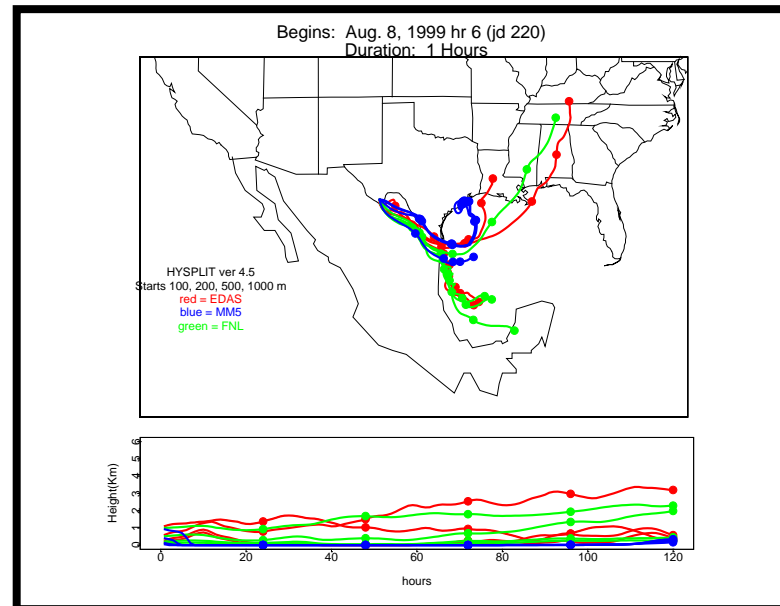 Begins: Aug. 8, 1999 hr 6 (jd 220)
Duration: 1 Hours
HYSPLIT ver 4.5
Starts 100, 200, 500, 1000 m
red = EDAS
blue = MM5
green = FNL
Height(Km)
0 1 2 3 4 5 6
0 20 40 60 80 100 120
hours